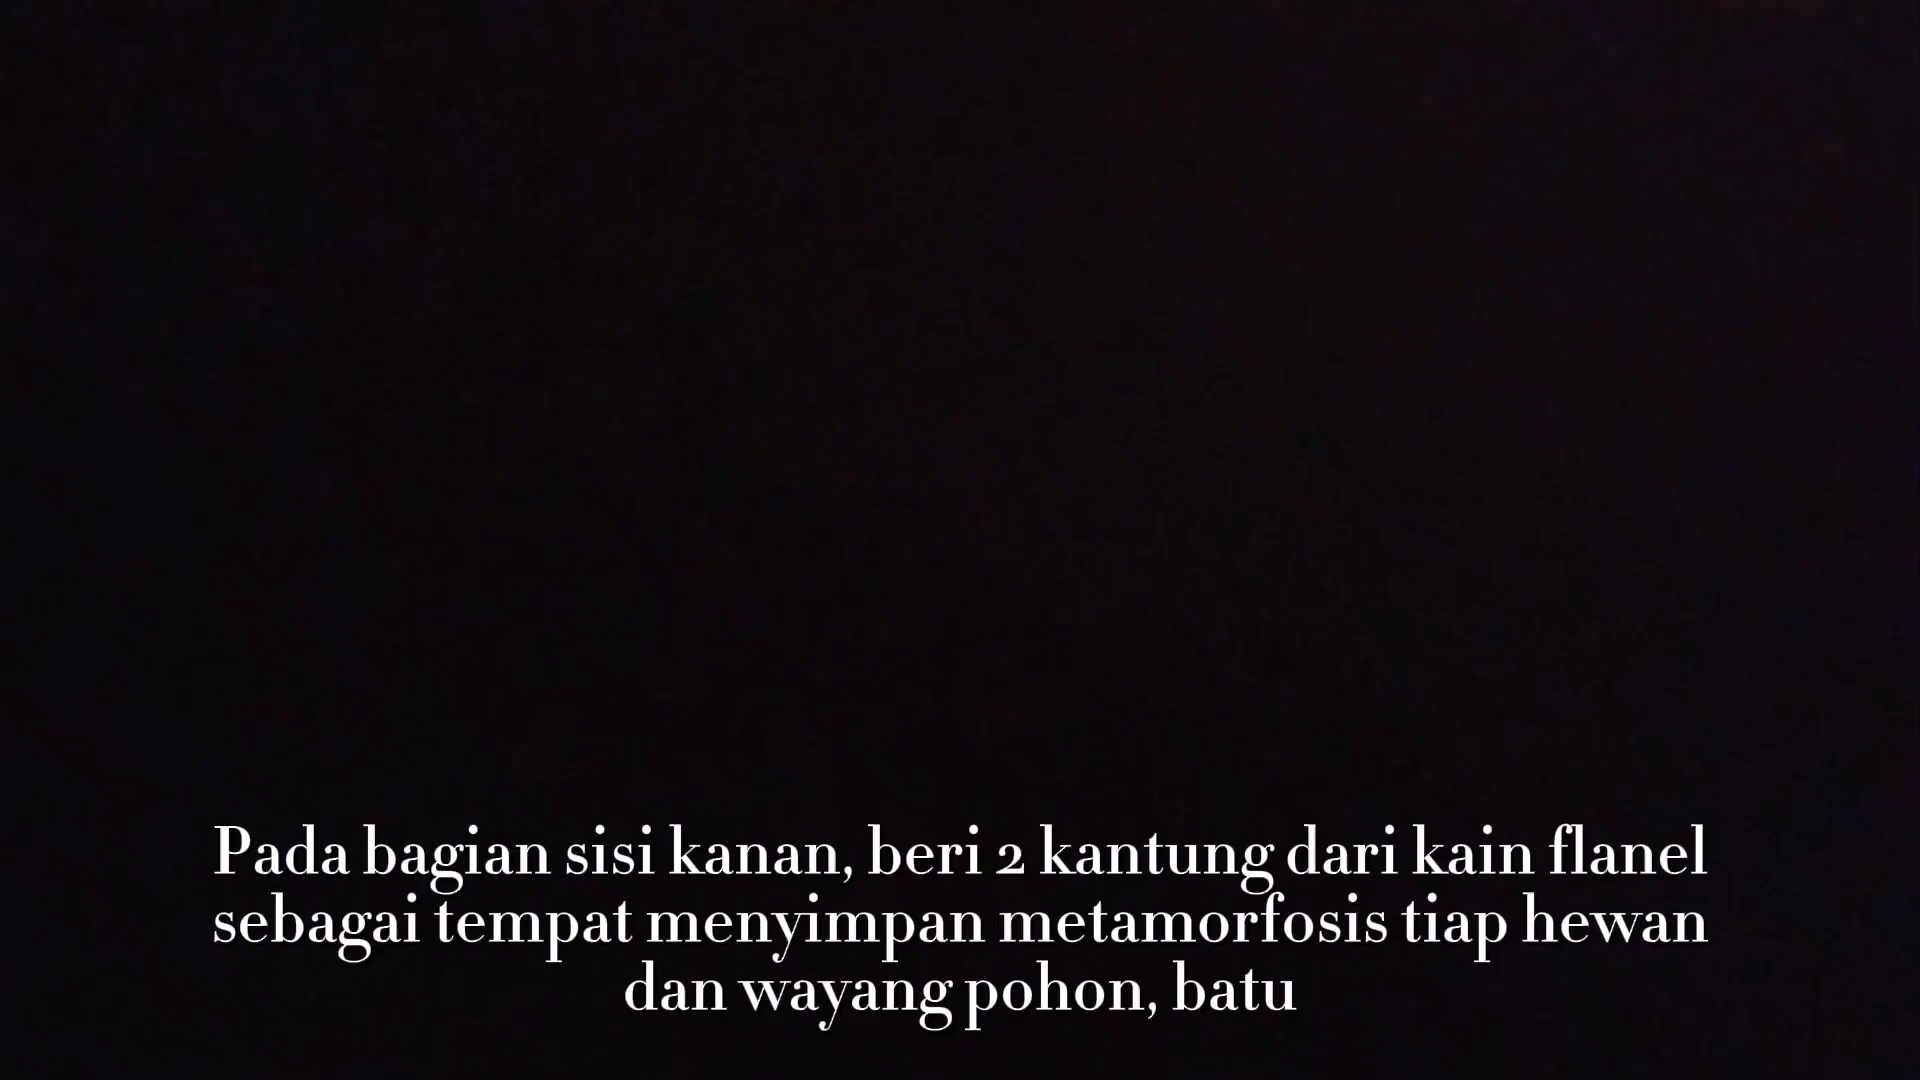 Pada bagian sisi kanan, beri 2 kantung dari kain flanel
sebagai tempat menyimpan metamorfosis tiap hewan
dan wayang pohon, batu